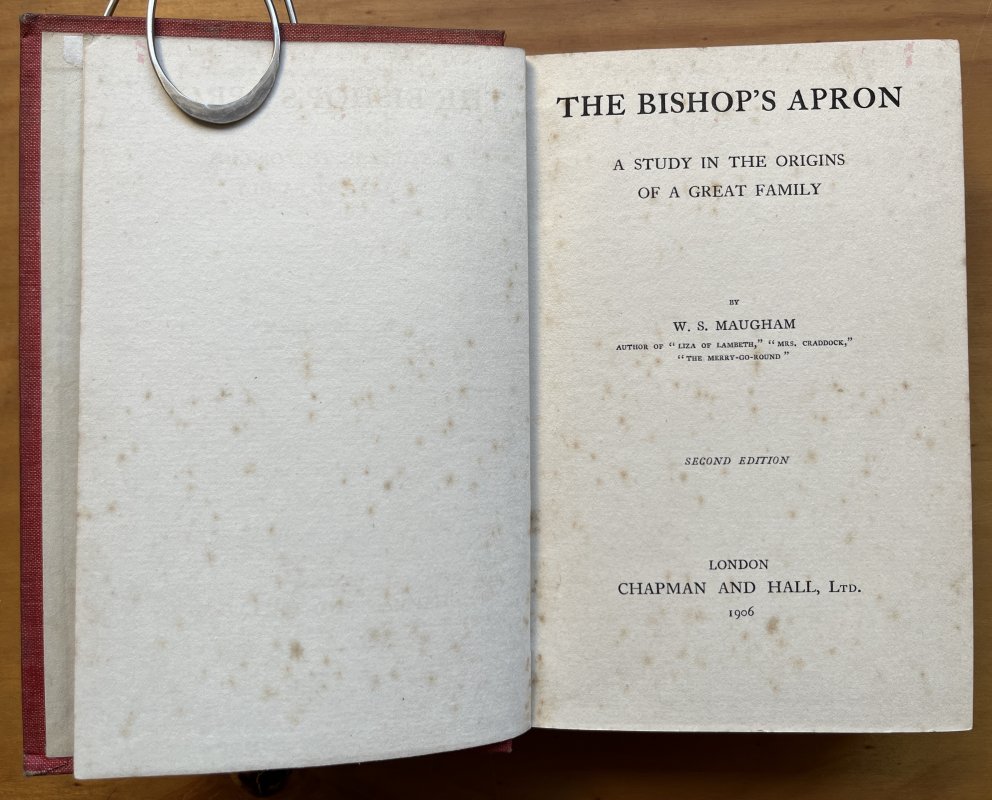 THE BISHOP'S APRON
A STUDY IN THE ORIGINS
OF A GREAT FAMILY
BY
W. S. MAUGHAM
AUTHOR OF "LIZA OF LAMBETH," "MRS. CRADDOCK,"
"THE MERRY-GO-ROUND"
SECOND EDITION
LONDON
CHAPMAN AND HALL, LTD.
1906